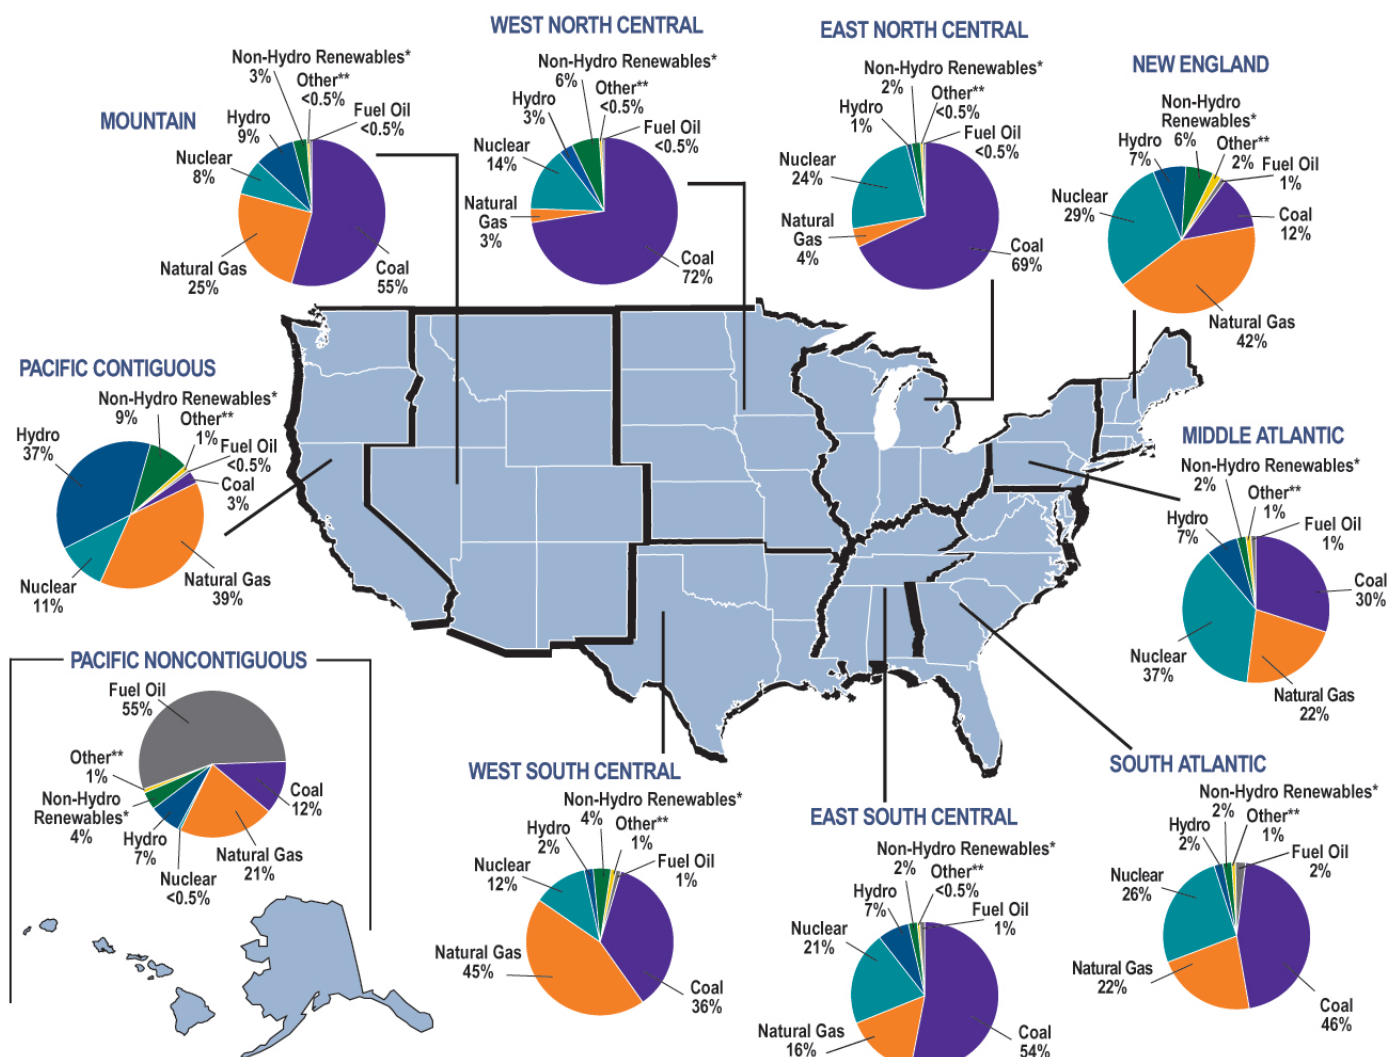 WEST NORTH CENTRAL
Non-Hydro Renewables*
6%
Other**
<0.5%
Fuel Oil
<0.5%
Hydro
3%
Nuclear
14%
Natural
Gas
3%
Coal
72%
EAST NORTH CENTRAL
Non-Hydro Renewables*
2%
Other**
<0.5%
Fuel Oil
<0.5%
Hydro
1%
Nuclear
24%
Natural
Gas
4%
Coal
69%
NEW ENGLAND
Non-Hydro
Renewables*
6%
Other**
2%
Fuel Oil
1%
Hydro
7%
Nuclear
29%
Coal
12%
Natural Gas
42%
MOUNTAIN
Non-Hydro Renewables*
3%
Other**
<0.5%
Fuel Oil
<0.5%
Hydro
9%
Nuclear
8%
Natural Gas
25%
Coal
55%
PACIFIC CONTIGUOUS
Non-Hydro Renewables*
9%
Other**
1%
Fuel Oil
<0.5%
Coal
3%
Hydro
37%
Nuclear
11%
Natural Gas
39%
MIDDLE ATLANTIC
Non-Hydro Renewables*
2%
Other**
1%
Fuel Oil
1%
Hydro
7%
Coal
30%
Nuclear
37%
Natural Gas
22%
PACIFIC NONCONTIGUOUS
Fuel Oil
55%
Other**
1%
Non-Hydro
Renewables*
4%
Hydro
7%
Nuclear
<0.5%
Natural Gas
21%
Coal
12%
WEST SOUTH CENTRAL
Non-Hydro Renewables*
4%
Other**
1%
Fuel Oil
1%
Hydro
2%
Nuclear
12%
Natural Gas
45%
Coal
36%
EAST SOUTH CENTRAL
Non-Hydro Renewables*
2%
Other**
<0.5%
Fuel Oil
1%
Hydro
7%
Nuclear
21%
Natural Gas
16%
Coal
54%
SOUTH ATLANTIC
Non-Hydro Renewables*
2%
Other**
1%
Fuel Oil
2%
Hydro
2%
Nuclear
26%
Natural Gas
22%
Coal
46%